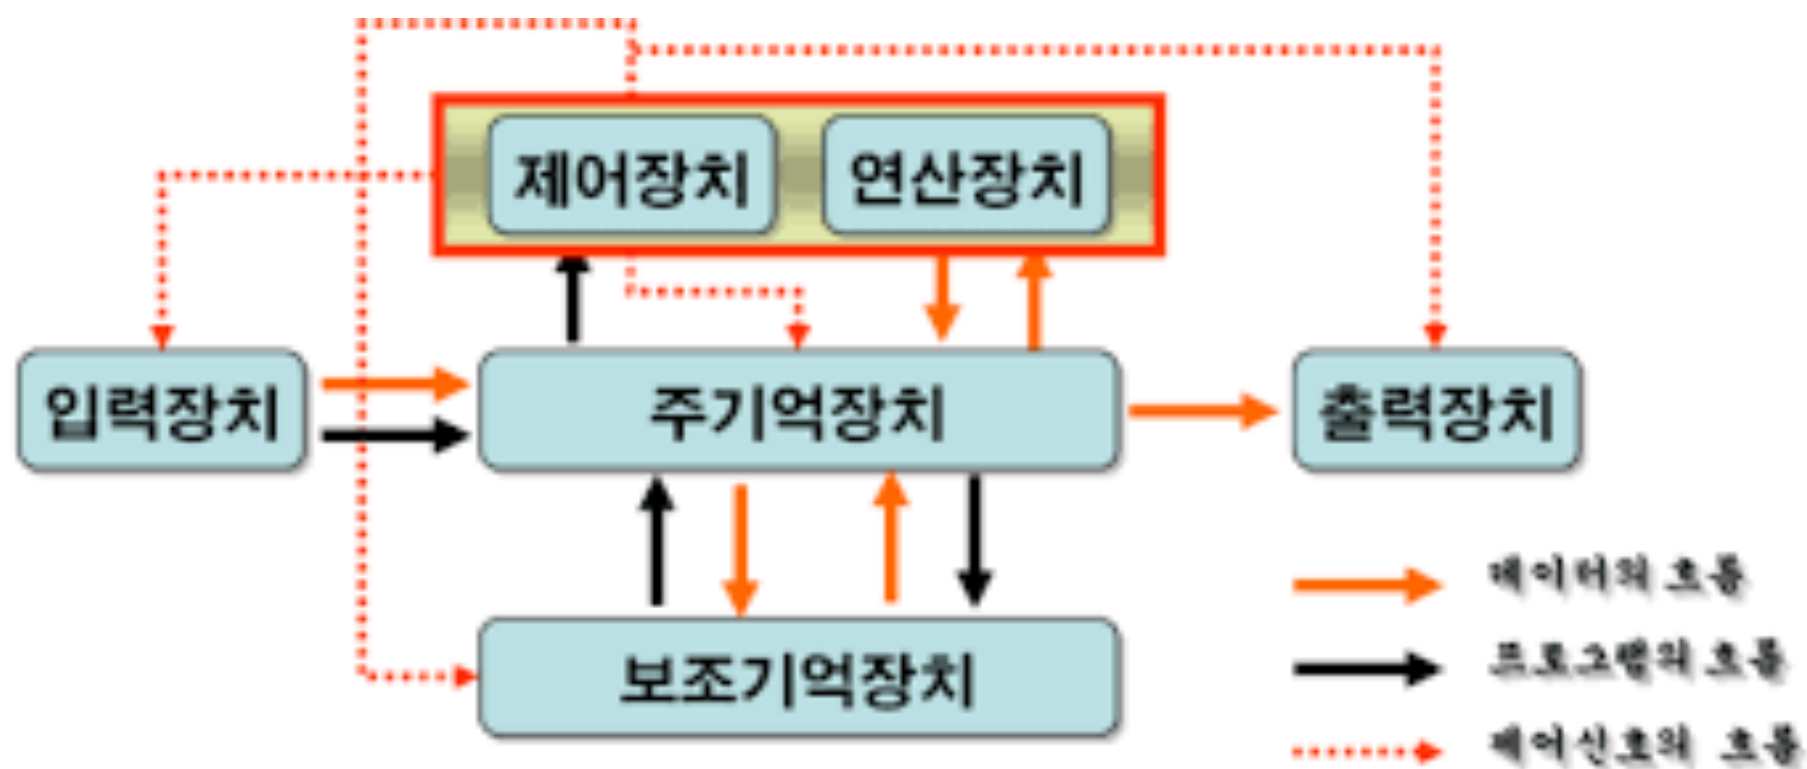 제어장치 연산장치
입력장치 주기억장치 출력장치
보조기억장치
데이터의 흐름
프로그램의 흐름
제어신호의 흐름